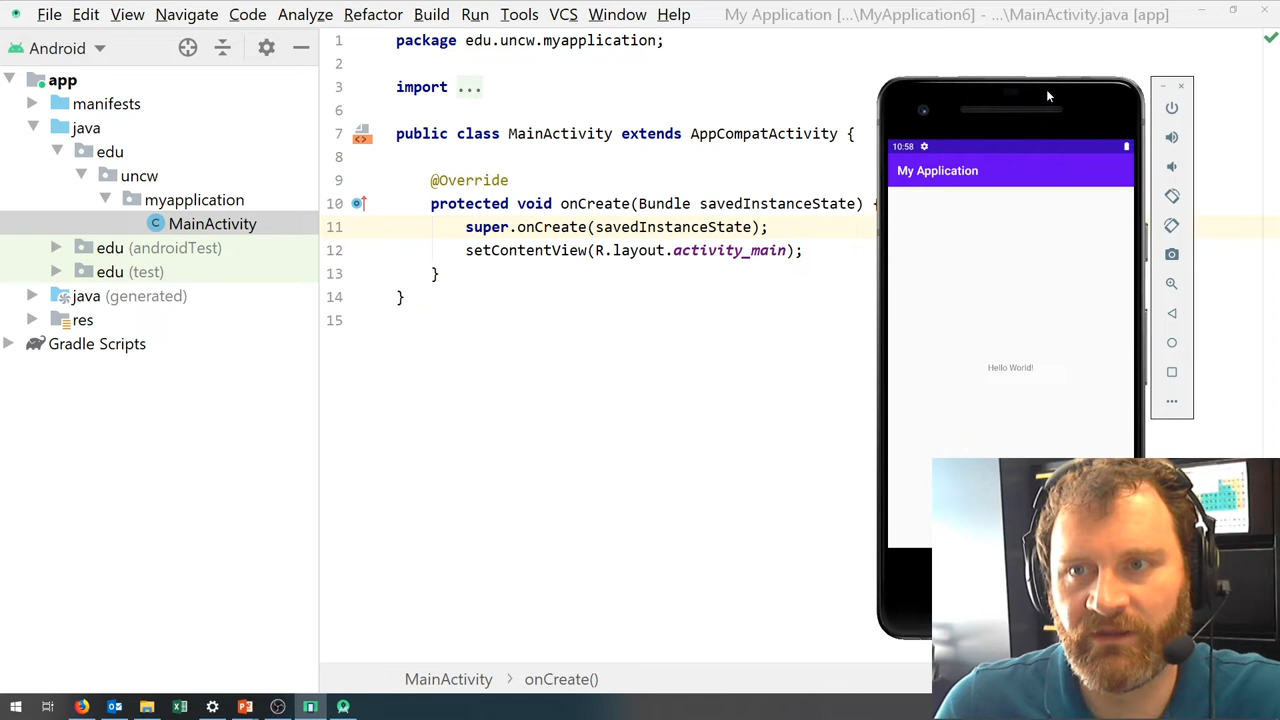 File Edit View Navigate Code Analyze Refactor Build Run Tools VCS Window Help My Application [...\MyApplication6] - ...\MainActivity.java [app]
Android
app
manifests
java
edu
uncw
myapplication
MainActivity
edu (androidTest)
edu (test)
java (generated)
res
Gradle Scripts
1 package edu.uncw.myapplication;
2
3 import ...
6
7 public class MainActivity extends AppCompatActivity {
8
9 @Override
10 protected void onCreate(Bundle savedInstanceState) {
11 super.onCreate(savedInstanceState);
12 setContentView(R.layout.activity_main);
13 }
14 }
15
10:58
My Application
Hello World!
MainActivity > onCreate()